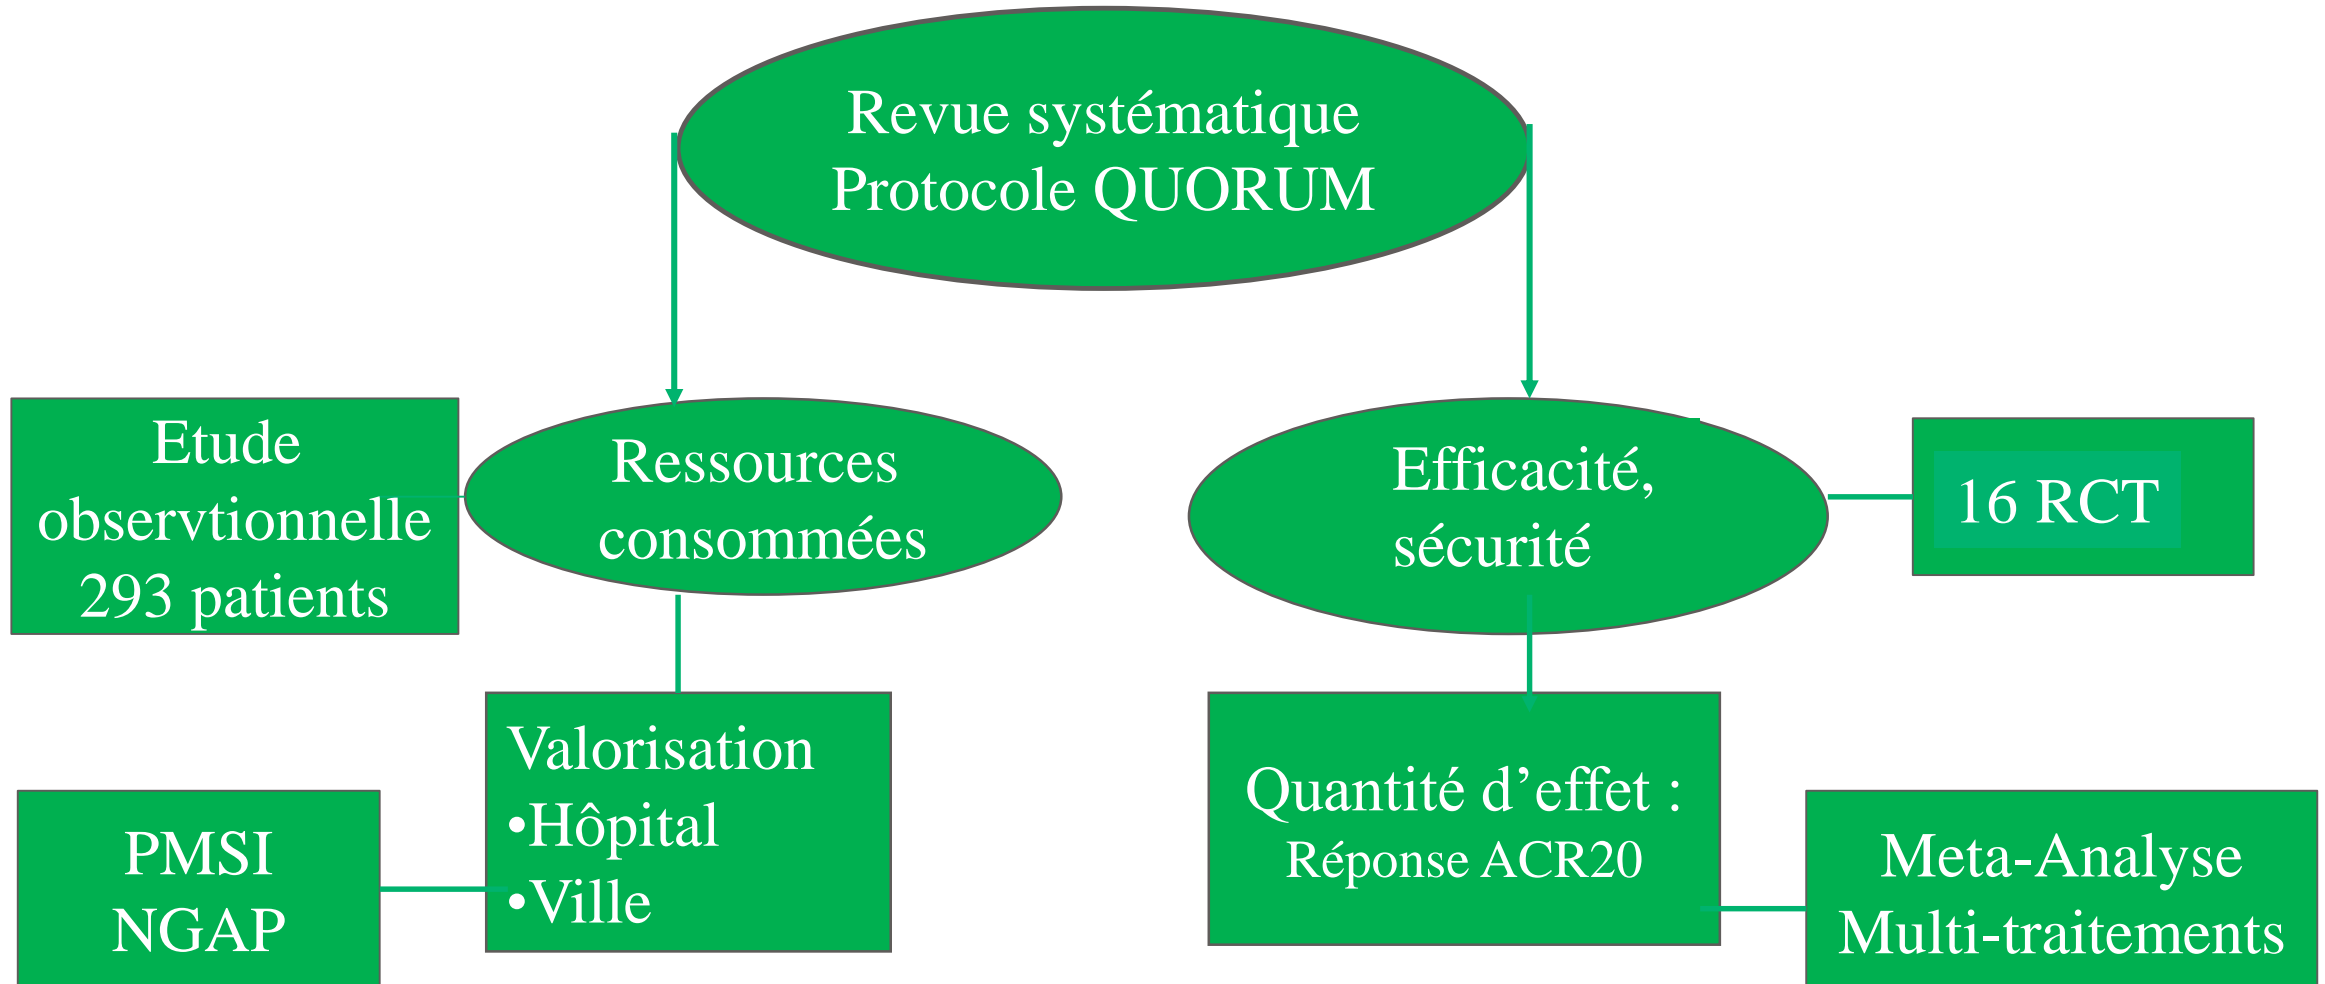 Revue systématique
Protocole QUORUM
Etude
observtionnelle
293 patients
Ressources
consommées
Efficacité,
sécurité
16 RCT
Valorisation
•Hôpital
•Ville
PMSI
NGAP
Quantité d’effet :
Réponse ACR20
Meta-Analyse
Multi-traitements